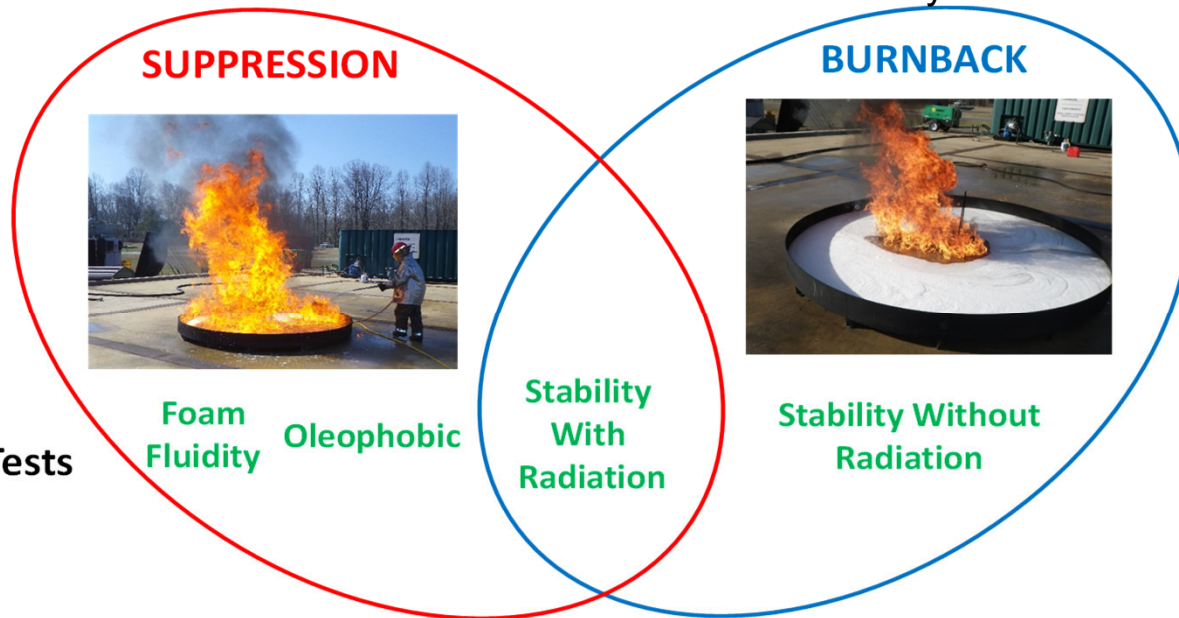 SUPPRESSION
BURNBACK
Foam
Fluidity
Oleophobic
Stability
With
Radiation
Stability Without
Radiation
Tests